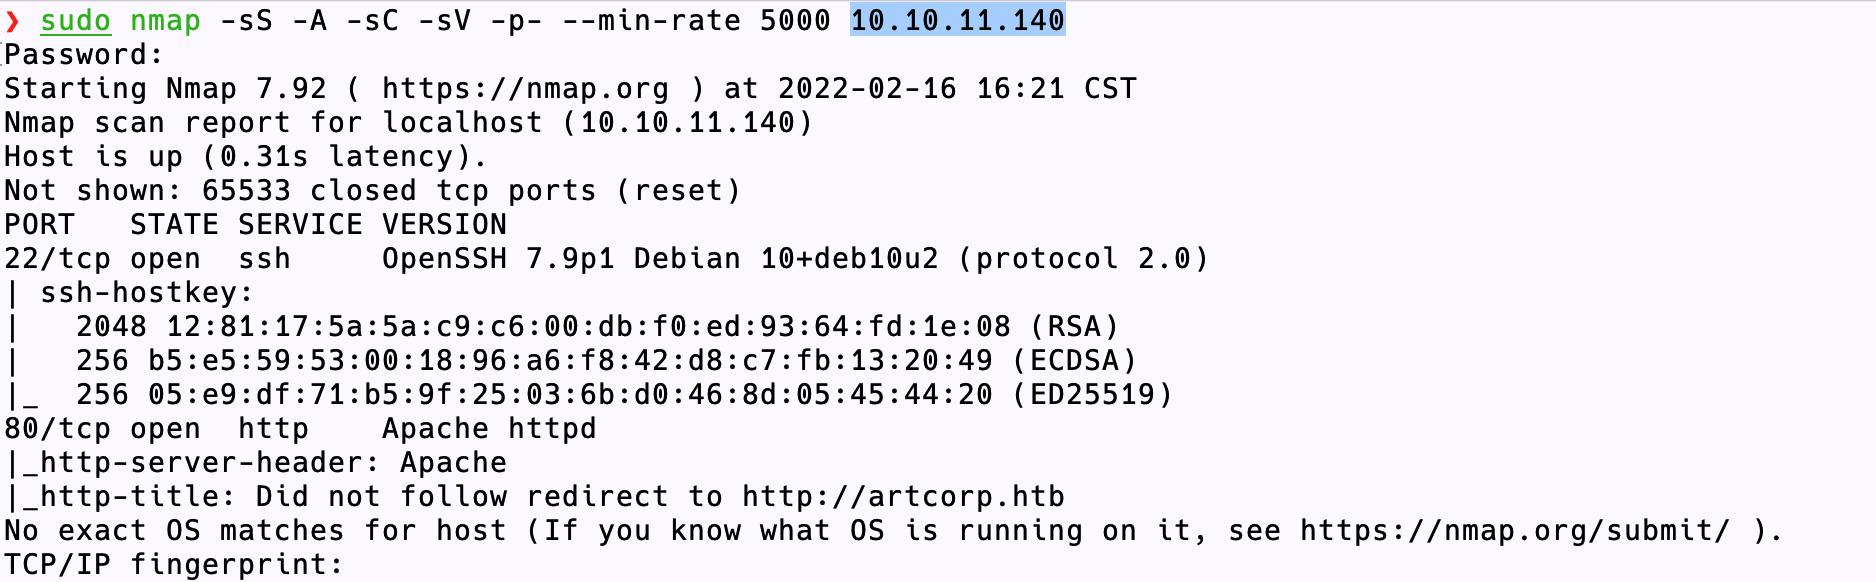 ❯ sudo nmap -sS -A -sC -sV -p- --min-rate 5000 10.10.11.140
Password:
Starting Nmap 7.92 ( https://nmap.org ) at 2022-02-16 16:21 CST
Nmap scan report for localhost (10.10.11.140)
Host is up (0.31s latency).
Not shown: 65533 closed tcp ports (reset)
PORT   STATE SERVICE VERSION
22/tcp open  ssh     OpenSSH 7.9p1 Debian 10+deb10u2 (protocol 2.0)
| ssh-hostkey:
|   2048 12:81:17:5a:5a:c9:c6:00:db:f0:ed:93:64:fd:1e:08 (RSA)
|   256 b5:e5:59:53:00:18:96:a6:f8:42:d8:c7:fb:13:20:49 (ECDSA)
|_  256 05:e9:df:71:b5:9f:25:03:6b:d0:46:8d:05:45:44:20 (ED25519)
80/tcp open  http    Apache httpd
|_http-server-header: Apache
|_http-title: Did not follow redirect to http://artcorp.htb
No exact OS matches for host (If you know what OS is running on it, see https://nmap.org/submit/ ).
TCP/IP fingerprint: